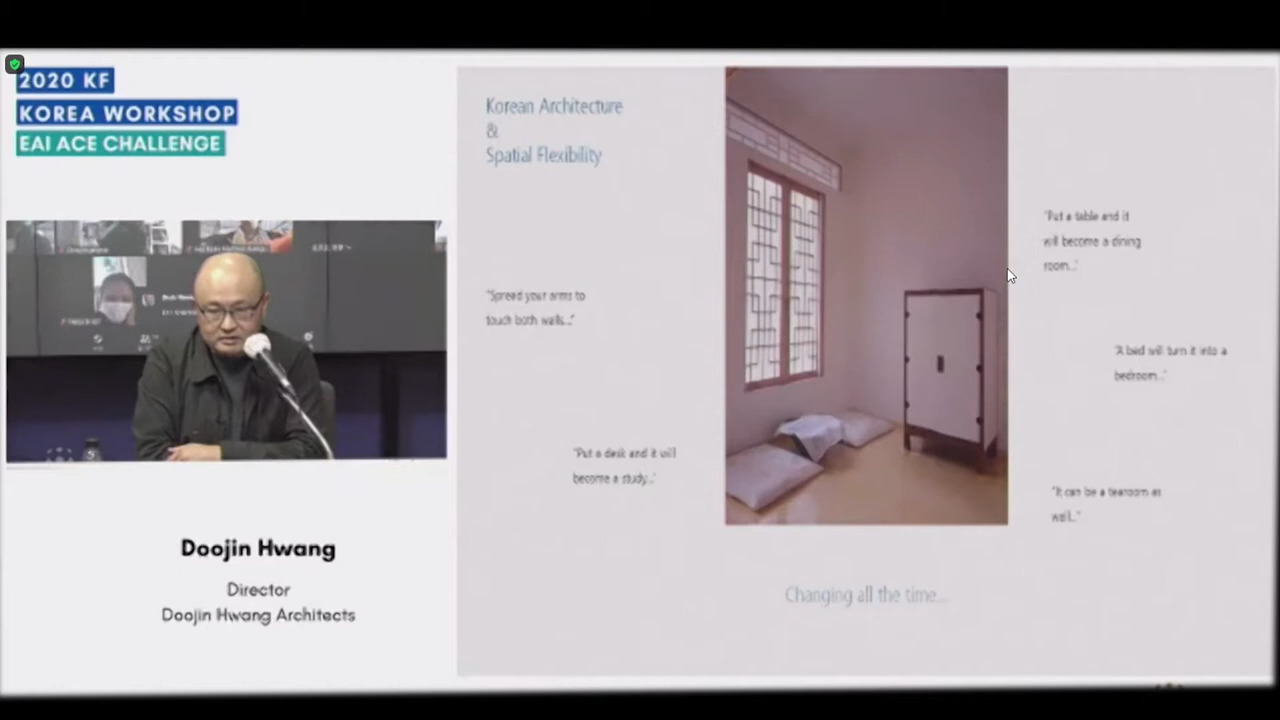 2020 KF
KOREA WORKSHOP
EAI ACE CHALLENGE
Doojin Hwang
Director
Doojin Hwang Architects
Korean Architecture
&
Spatial Flexibility
"Spread your arms to
touch both walls..."
"Put a desk and it will
become a study..."
"Put a table and it
will become a dining
room..."
"A bed will turn it into a
bedroom..."
"It can be a tearoom as
well..."
Changing all the time...